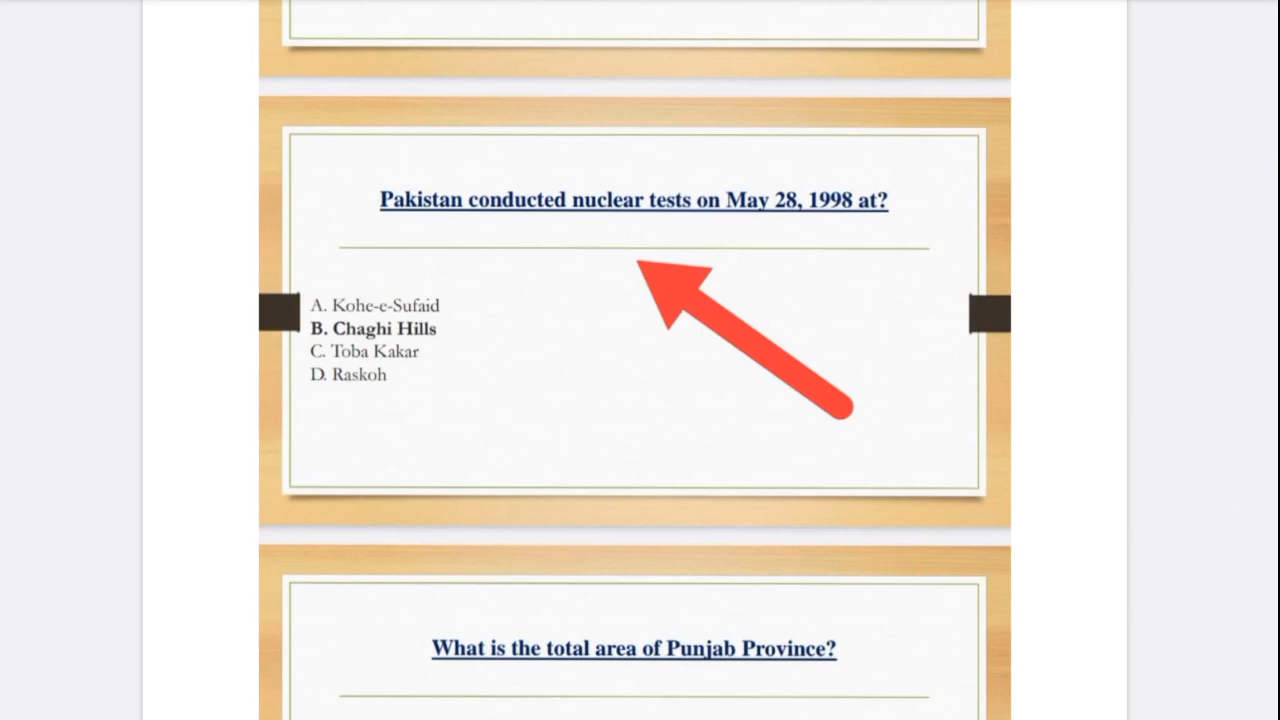 Pakistan conducted nuclear tests on May 28, 1998 at?
A. Kohe-e-Sufaid
B. Chaghi Hills
C. Toba Kakar
D. Raskoh
What is the total area of Punjab Province?